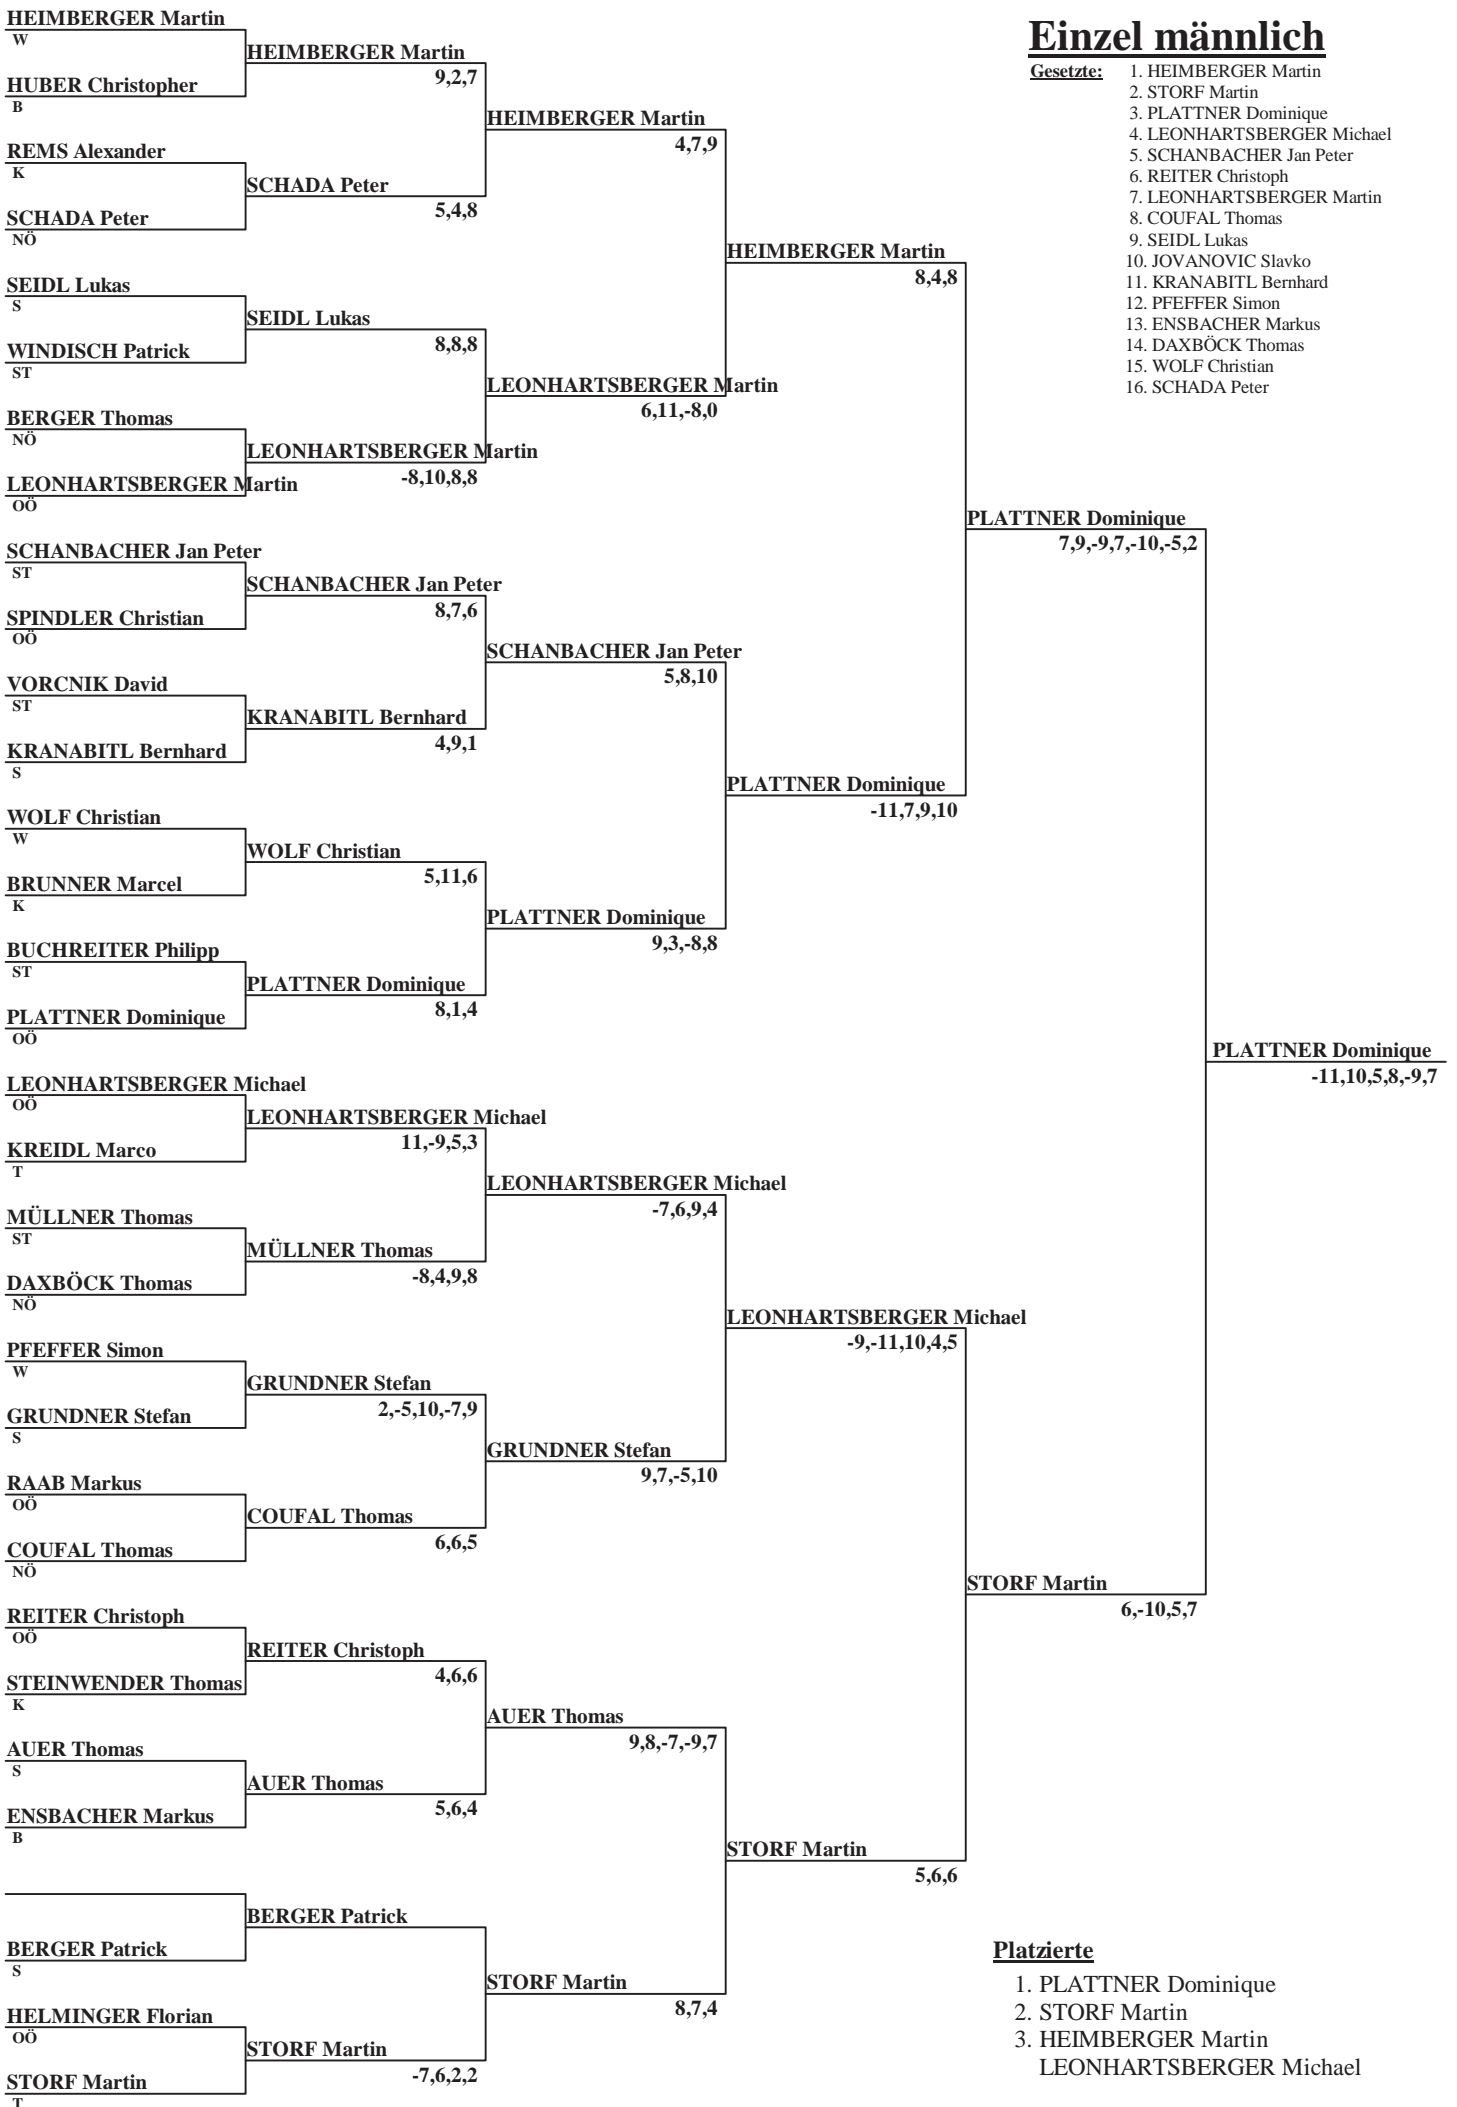 Einzel männlich
Gesetzte:
1. HEIMBERGER Martin
2. STORF Martin
3. PLATTNER Dominique
4. LEONHARTSBERGER Michael
5. SCHANBACHER Jan Peter
6. REITER Christoph
7. LEONHARTSBERGER Martin
8. COUFAL Thomas
9. SEIDL Lukas
10. JOVANOVIC Slavko
11. KRANABITL Bernhard
12. PFEFFER Simon
13. ENSBACHER Markus
14. DAXBÖCK Thomas
15. WOLF Christian
16. SCHADA Peter
HEIMBERGER Martin
W
HUBER Christopher
B
REMS Alexander
K
SCHADA Peter
NÖ
SEIDL Lukas
S
WINDISCH Patrick
ST
BERGER Thomas
NÖ
LEONHARTSBERGER Martin
OÖ
SCHANBACHER Jan Peter
ST
SPINDLER Christian
OÖ
VORCNIK David
ST
KRANABITL Bernhard
S
WOLF Christian
W
BRUNNER Marcel
K
BUCHREITER Philipp
ST
PLATTNER Dominique
OÖ
LEONHARTSBERGER Michael
OÖ
KREIDL Marco
T
MÜLLNER Thomas
ST
DAXBÖCK Thomas
NÖ
PFEFFER Simon
W
GRUNDNER Stefan
S
RAAB Markus
OÖ
COUFAL Thomas
NÖ
REITER Christoph
OÖ
STEINWENDER Thomas
K
AUER Thomas
S
ENSBACHER Markus
B
BERGER Patrick
S
HELMINGER Florian
OÖ
STORF Martin
T
HEIMBERGER Martin
9,2,7
SCHADA Peter
5,4,8
SEIDL Lukas
8,8,8
LEONHARTSBERGER Martin
-8,10,8,8
SCHANBACHER Jan Peter
8,7,6
KRANABITL Bernhard
4,9,1
WOLF Christian
5,11,6
PLATTNER Dominique
8,1,4
LEONHARTSBERGER Michael
11,-9,5,3
MÜLLNER Thomas
-8,4,9,8
GRUNDNER Stefan
2,-5,10,-7,9
COUFAL Thomas
6,6,5
REITER Christoph
4,6,6
AUER Thomas
5,6,4
BERGER Patrick
STORF Martin
-7,6,2,2
HEIMBERGER Martin
4,7,9
LEONHARTSBERGER Martin
6,11,-8,0
SCHANBACHER Jan Peter
5,8,10
PLATTNER Dominique
9,3,-8,8
LEONHARTSBERGER Michael
-7,6,9,4
GRUNDNER Stefan
9,7,-5,10
AUER Thomas
9,8,-7,-9,7
STORF Martin
8,7,4
HEIMBERGER Martin
8,4,8
PLATTNER Dominique
-11,7,9,10
LEONHARTSBERGER Michael
-9,-11,10,4,5
STORF Martin
5,6,6
PLATTNER Dominique
7,9,-9,7,-10,-5,2
STORF Martin
6,-10,5,7
PLATTNER Dominique
-11,10,5,8,-9,7
Platzierte
1. PLATTNER Dominique
2. STORF Martin
3. HEIMBERGER Martin
LEONHARTSBERGER Michael